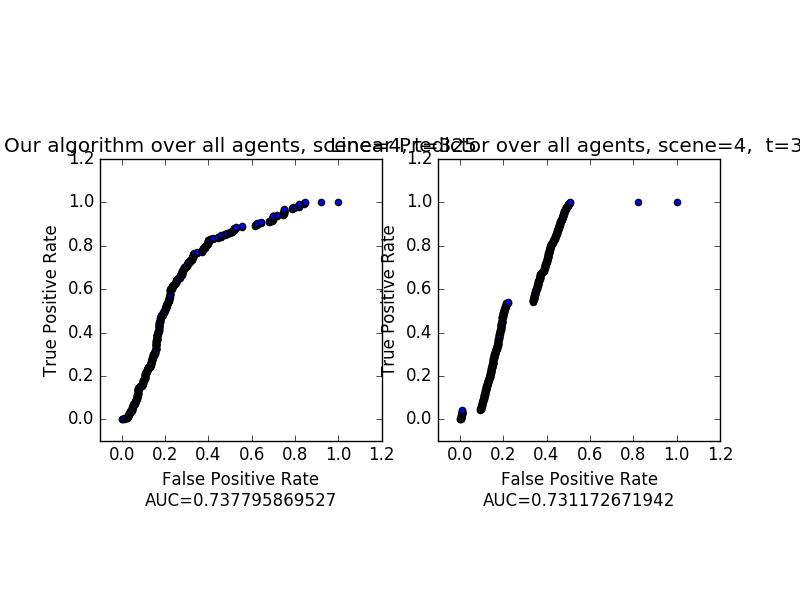 Our algorithm over all agents, scene=4, t=325
Linear Predictor over all agents, scene=4, t=3
1.2
1.0
0.8
0.6
0.4
0.2
0.0
True Positive Rate
0.0 0.2 0.4 0.6 0.8 1.0 1.2
False Positive Rate
AUC=0.737795869527
1.2
1.0
0.8
0.6
0.4
0.2
0.0
True Positive Rate
0.0 0.2 0.4 0.6 0.8 1.0 1.2
False Positive Rate
AUC=0.731172671942